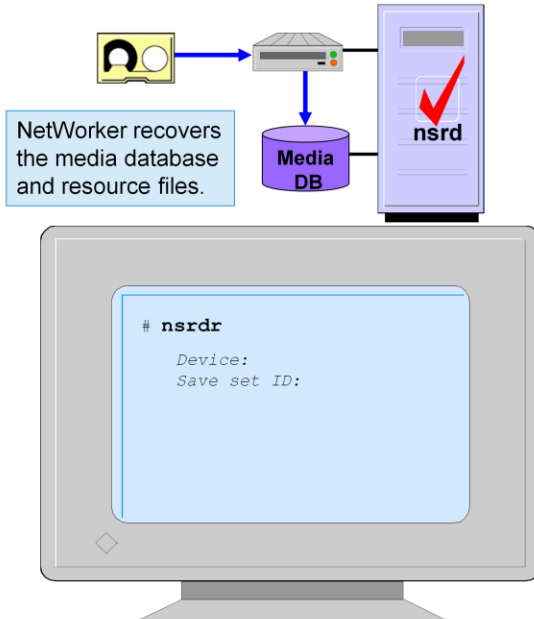 nsrd
NetWorker recovers
the media database
and resource files.
Media
DB
# nsrdr
Device:
Save set ID: